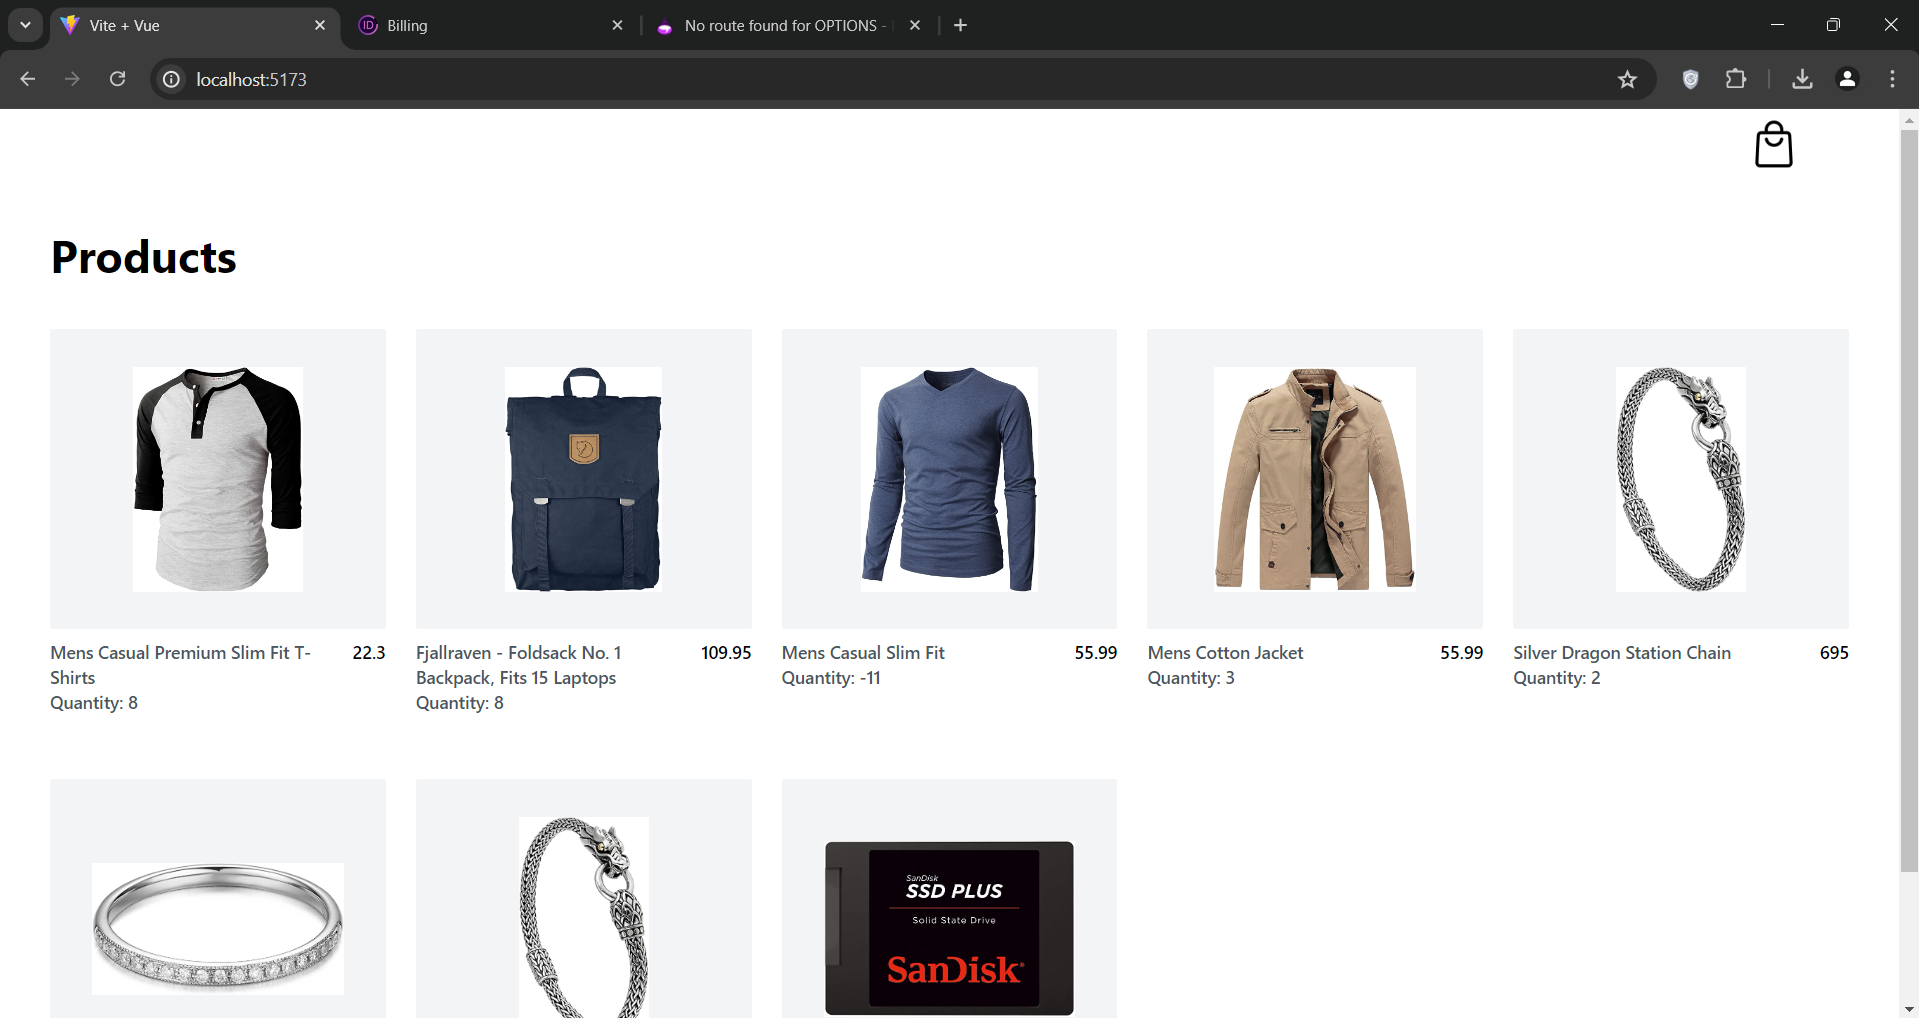 Vite + Vue
Billing
No route found for OPTIONS -
localhost:5173
Products
Mens Casual Premium Slim Fit T-
Shirts
22.3
Quantity: 8
Fjallraven - Foldsack No. 1
Backpack, Fits 15 Laptops
109.95
Quantity: 8
Mens Casual Slim Fit
55.99
Quantity: -11
Mens Cotton Jacket
55.99
Quantity: 3
Silver Dragon Station Chain
695
Quantity: 2
SanDisk
SSD PLUS
Solid State Drive
SanDisk